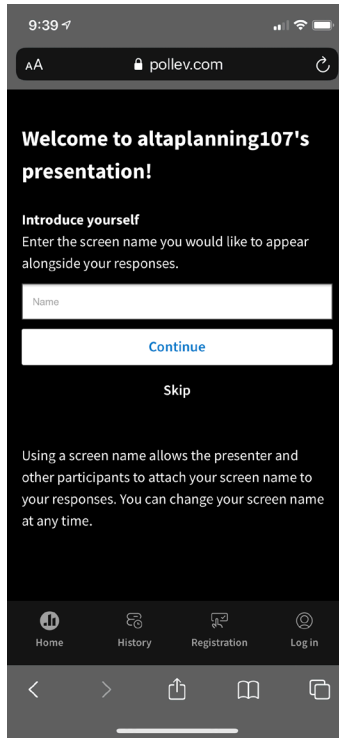 9:39
AA pollev.com
Welcome to altaplanning107's
presentation!
Introduce yourself
Enter the screen name you would like to appear
alongside your responses.
Name
Continue
Skip
Using a screen name allows the presenter and
other participants to attach your screen name to
your responses. You can change your screen name
at any time.
Home History Registration Log in